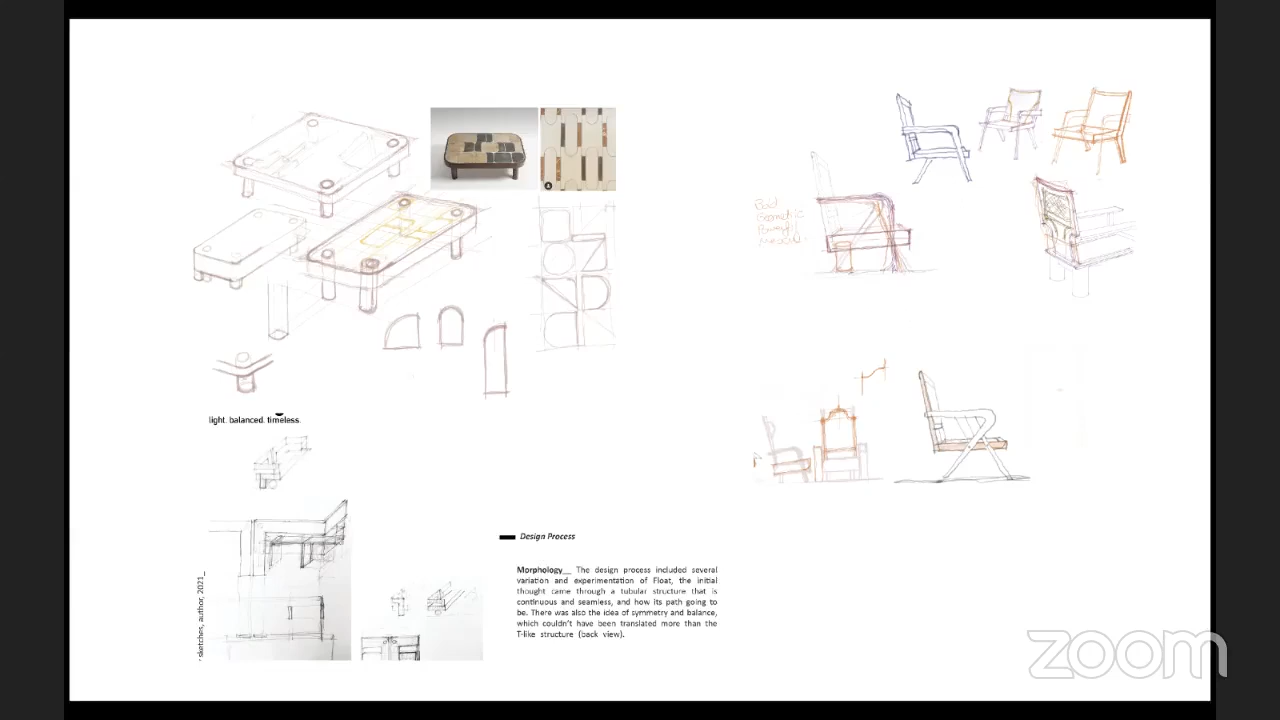 Bold
Geometric
light. balanced. timeless.
Design Process
Morphology__ The design process included several
variation and experimentation of Float, the initial
thought came through a tubular structure that is
continuous and seamless, and how its path going to
be. There was also the idea of symmetry and balance,
which couldn't have been translated more than the
T-like structure (back view).
sketches, author, 2021_
zoom